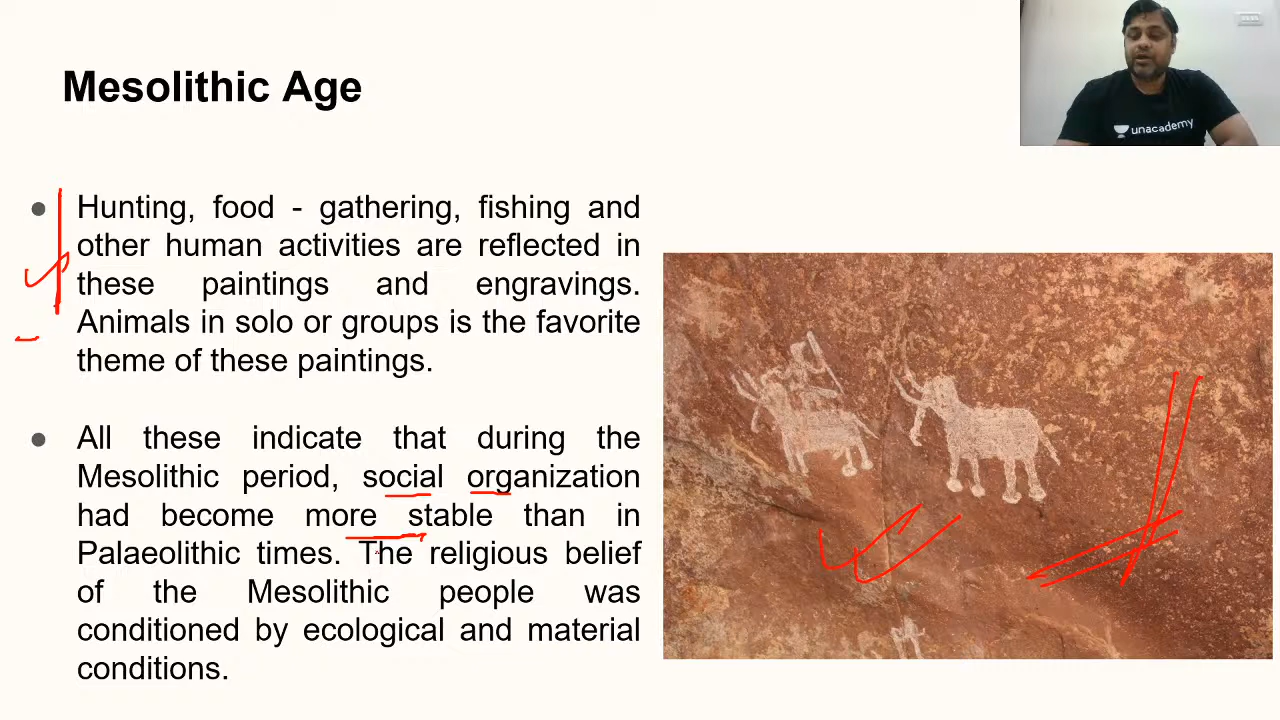 unacademy
Mesolithic Age
● Hunting, food - gathering, fishing and
other human activities are reflected in
these paintings and engravings.
Animals in solo or groups is the favorite
theme of these paintings.
● All these indicate that during the
Mesolithic period, social organization
had become more stable than in
Palaeolithic times. The religious belief
of the Mesolithic people was
conditioned by ecological and material
conditions.